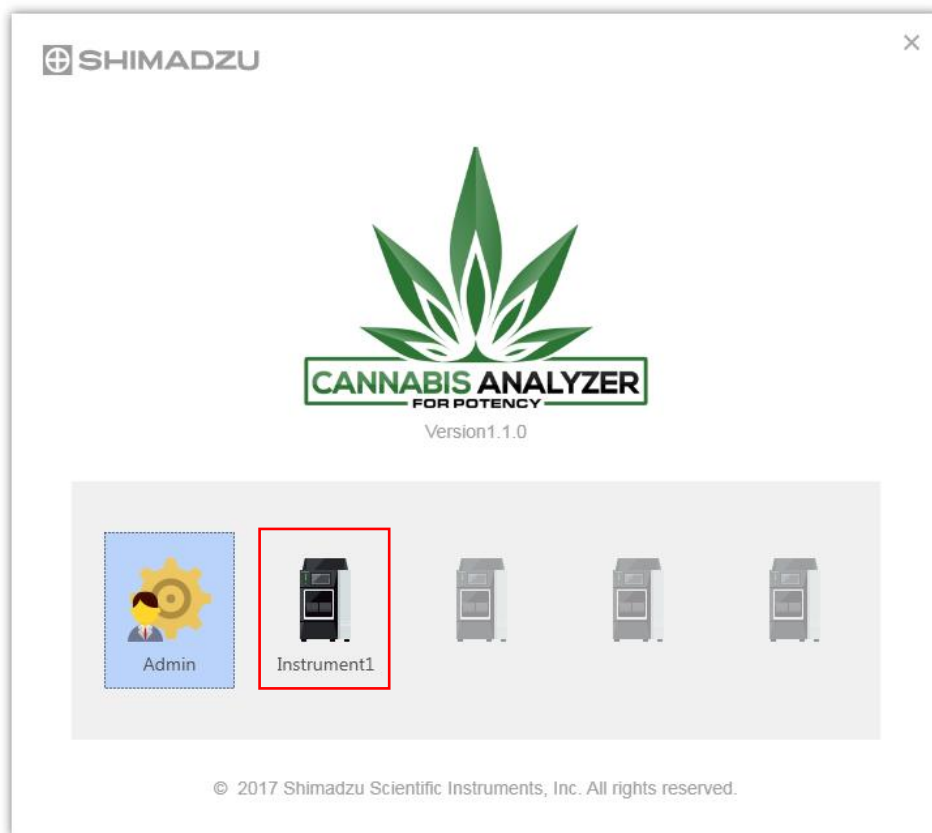 SHIMADZU
CANNABIS ANALYZER
FOR POTENCY
Version1.1.0
Admin
Instrument1
© 2017 Shimadzu Scientific Instruments, Inc. All rights reserved.